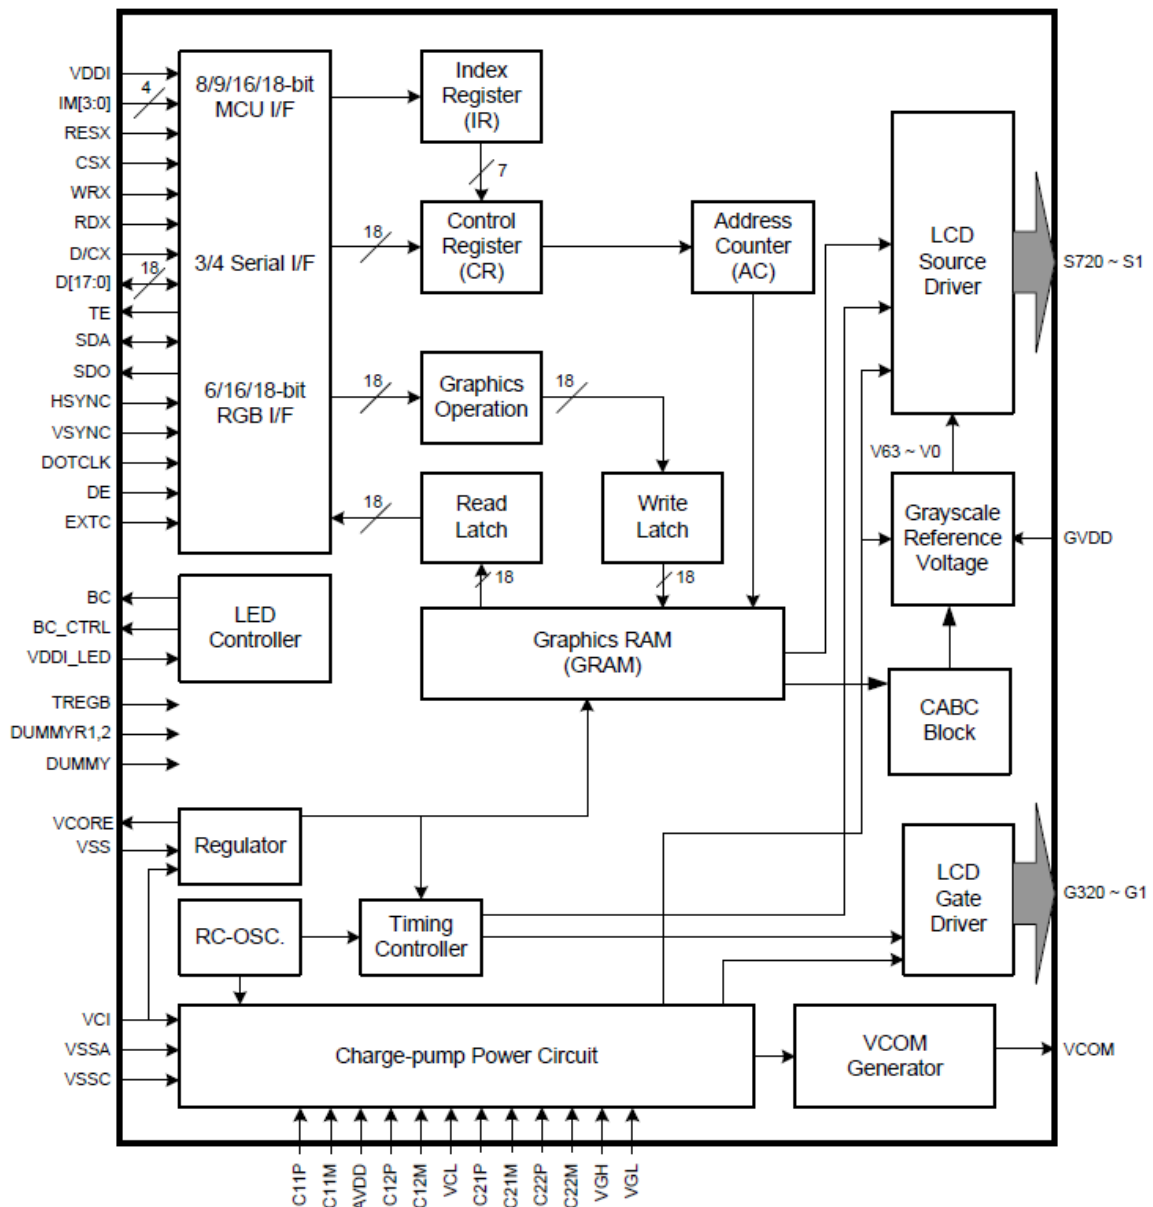 VDDI
IM[3:0]
4
RESX
CSX
WRX
RDX
D/CX
D[17:0]
18
TE
SDA
SDO
HSYNC
VSYNC
DOTCLK
DE
EXTC
8/9/16/18-bit
MCU I/F
3/4 Serial I/F
6/16/18-bit
RGB I/F
Index
Register
(IR)
7
18
Control
Register
(CR)
Address
Counter
(AC)
LCD
Source
Driver
S720 ~ S1
18
Graphics
Operation
18
V63 ~ V0
18
Read
Latch
Write
Latch
Grayscale
Reference
Voltage
GVDD
18
18
BC
BC_CTRL
VDDI_LED
LED
Controller
Graphics RAM
(GRAM)
TREGB
DUMMYR1,2
DUMMY
CABC
Block
VCORE
VSS
Regulator
LCD
Gate
Driver
G320 ~ G1
RC-OSC.
Timing
Controller
VCI
VSSA
VSSC
Charge-pump Power Circuit
VCOM
Generator
VCOM
C11P
C11M
AVDD
C12P
C12M
VCL
C21P
C21M
C22P
C22M
VGH
VGL